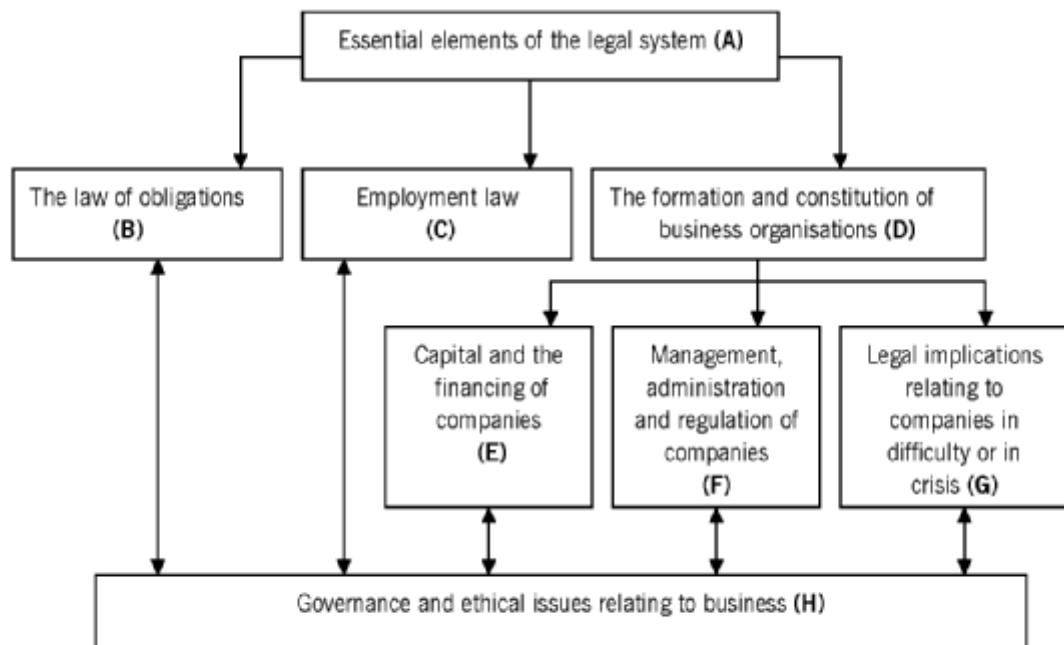 Essential elements of the legal system (A)
The law of obligations
(B)
Employment law
(C)
The formation and constitution of
business organisations (D)
Capital and the
financing of
companies
(E)
Management,
administration
and regulation of
companies
(F)
Legal implications
relating to
companies in
difficulty or in
crisis (G)
Governance and ethical issues relating to business (H)